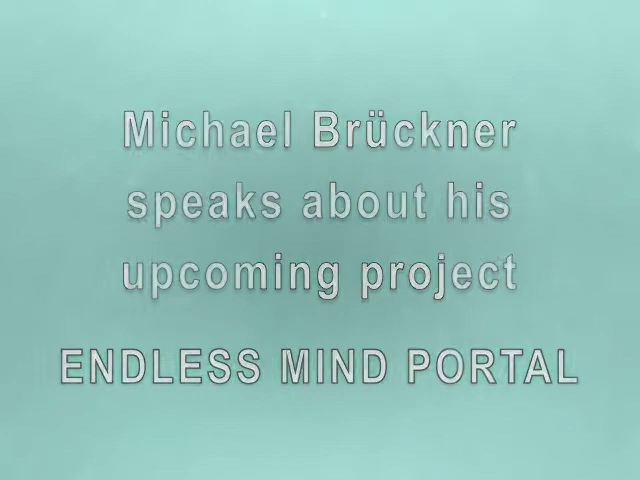 Michael Brückner
speaks about his
upcoming project
ENDLESS MIND PORTAL